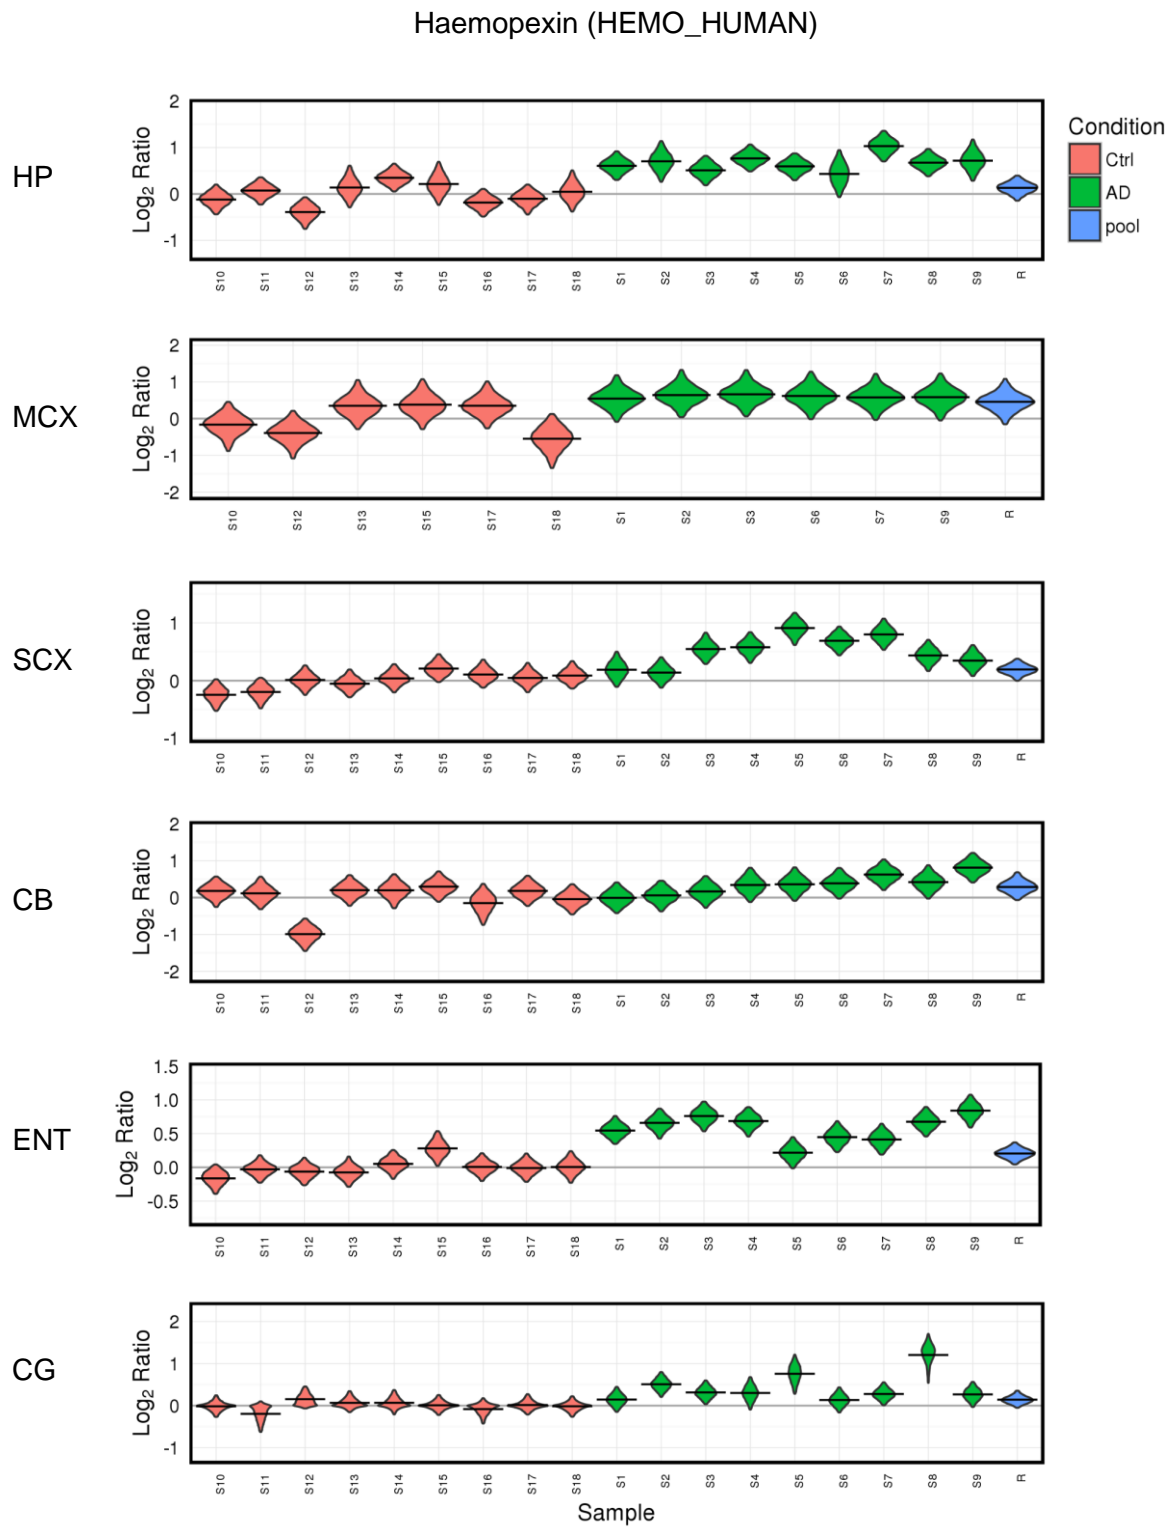 Haemopexin (HEMO_HUMAN)
HP
Log2 Ratio
2
1
0
-1
S10 S11 S12 S13 S14 S15 S16 S17 S18 S1 S2 S3 S4 S5 S6 S7 S8 S9 R
Condition
Ctrl
AD
pool
MCX
Log2 Ratio
2
1
0
-1
-2
S10 S12 S13 S15 S17 S18 S1 S2 S3 S6 S7 S9 R
SCX
Log2 Ratio
1
0
-1
S10 S11 S12 S13 S14 S15 S16 S17 S18 S1 S2 S3 S4 S5 S6 S7 S8 S9 R
CB
Log2 Ratio
2
1
0
-1
-2
S10 S11 S12 S13 S14 S15 S16 S17 S18 S1 S2 S3 S4 S5 S6 S7 S8 S9 R
ENT
Log2 Ratio
1.5
1.0
0.5
0.0
-0.5
S10 S11 S12 S13 S14 S15 S16 S17 S18 S1 S2 S3 S4 S5 S6 S7 S8 S9 R
CG
Log2 Ratio
2
1
0
-1
S10 S11 S12 S13 S14 S15 S16 S17 S18 S1 S2 S3 S4 S5 S6 S7 S8 S9 R
Sample